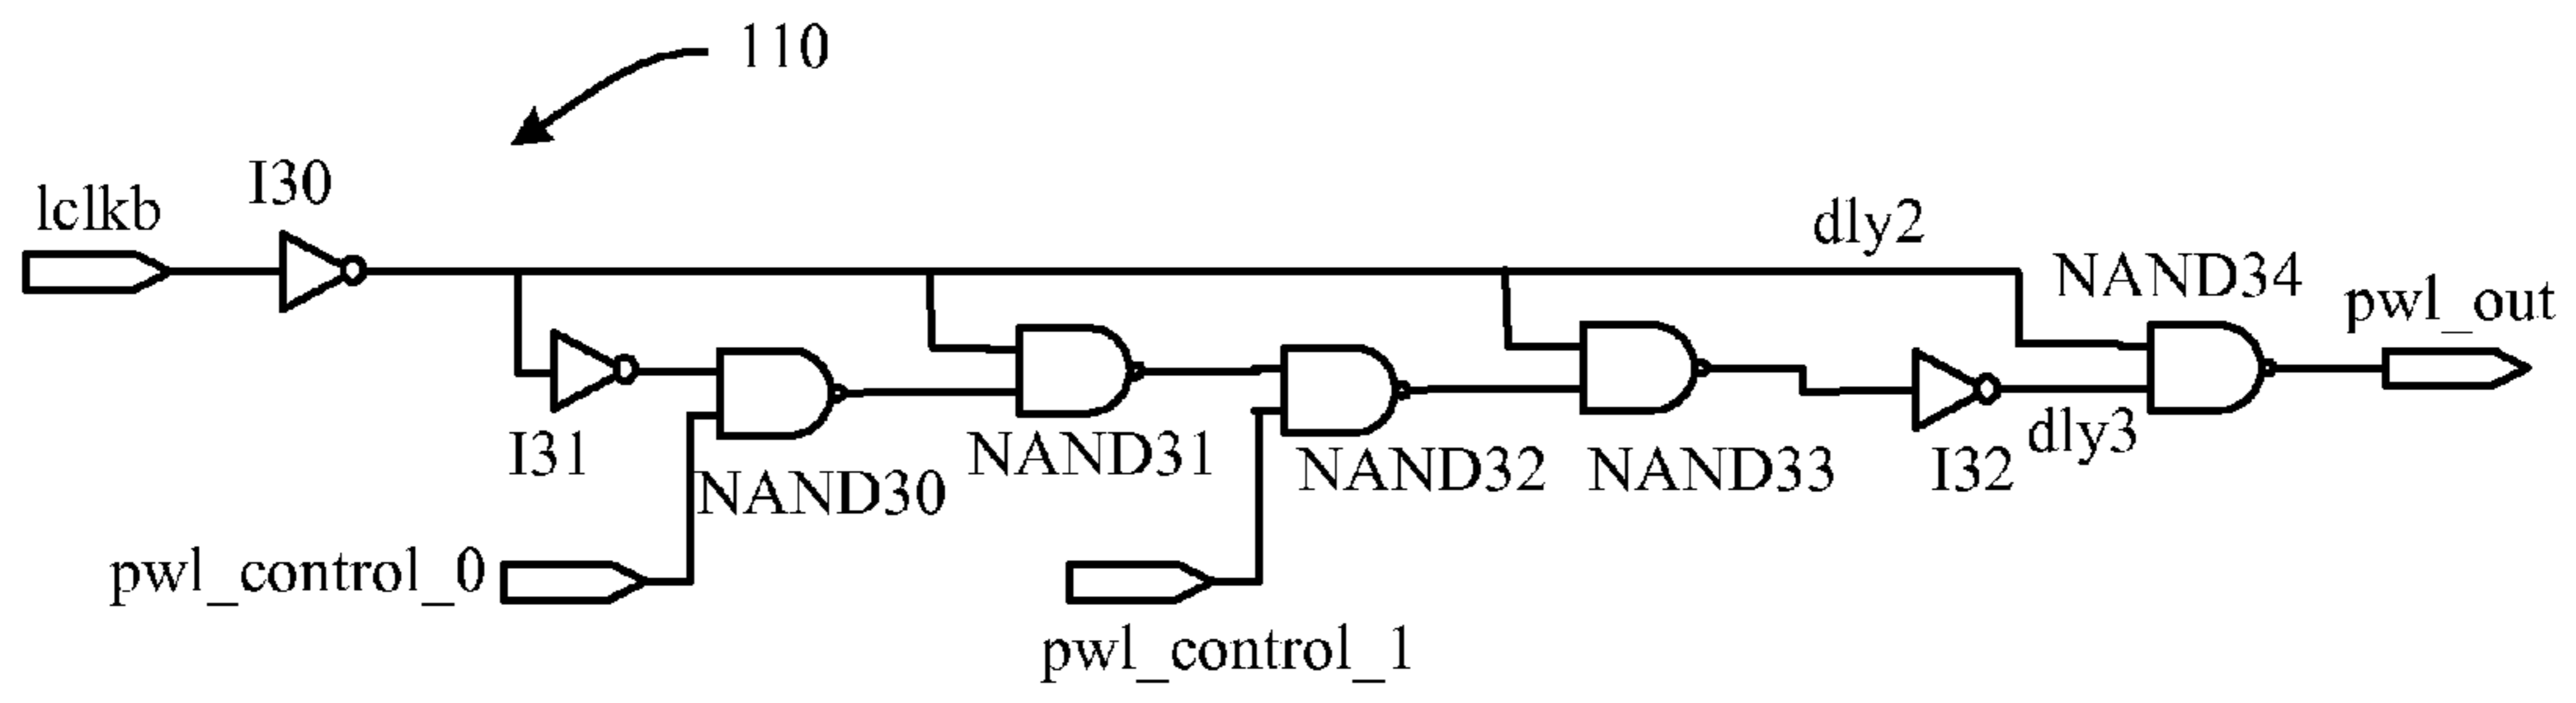 110
I30
lclkb
dly2
NAND34
pwl_out
I31
NAND30
NAND31
NAND32
NAND33
I32
dly3
pwl_control_0
pwl_control_1